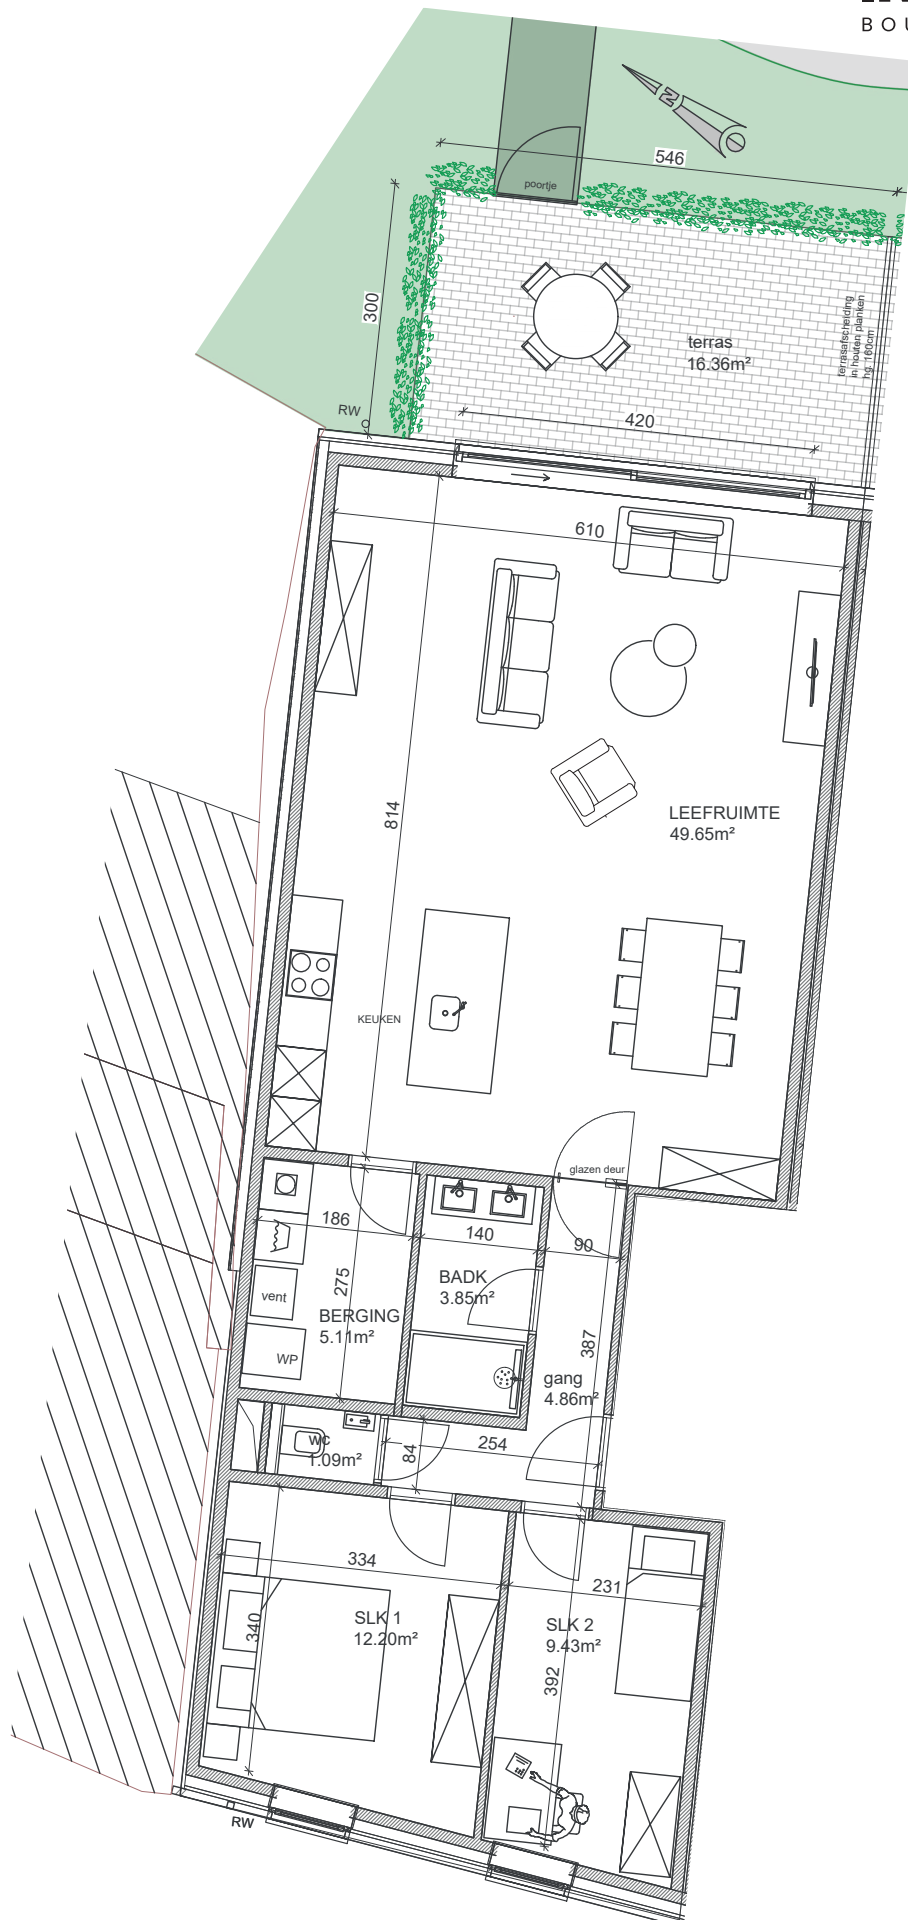 BOU
N
546
poortje
300
terras
16.36m²
terrasafscheiding
in houten planken
hg. 160cm
RW
420
610
814
LEEFRUIMTE
49.65m²
KEUKEN
glazen deur
186
140
90
275
BADK
3.85m²
vent
BERGING
5.11m²
387
WP
gang
4.86m²
wc
1.09m²
84
254
334
231
340
SLK 1
12.20m²
SLK 2
9.43m²
392
RW